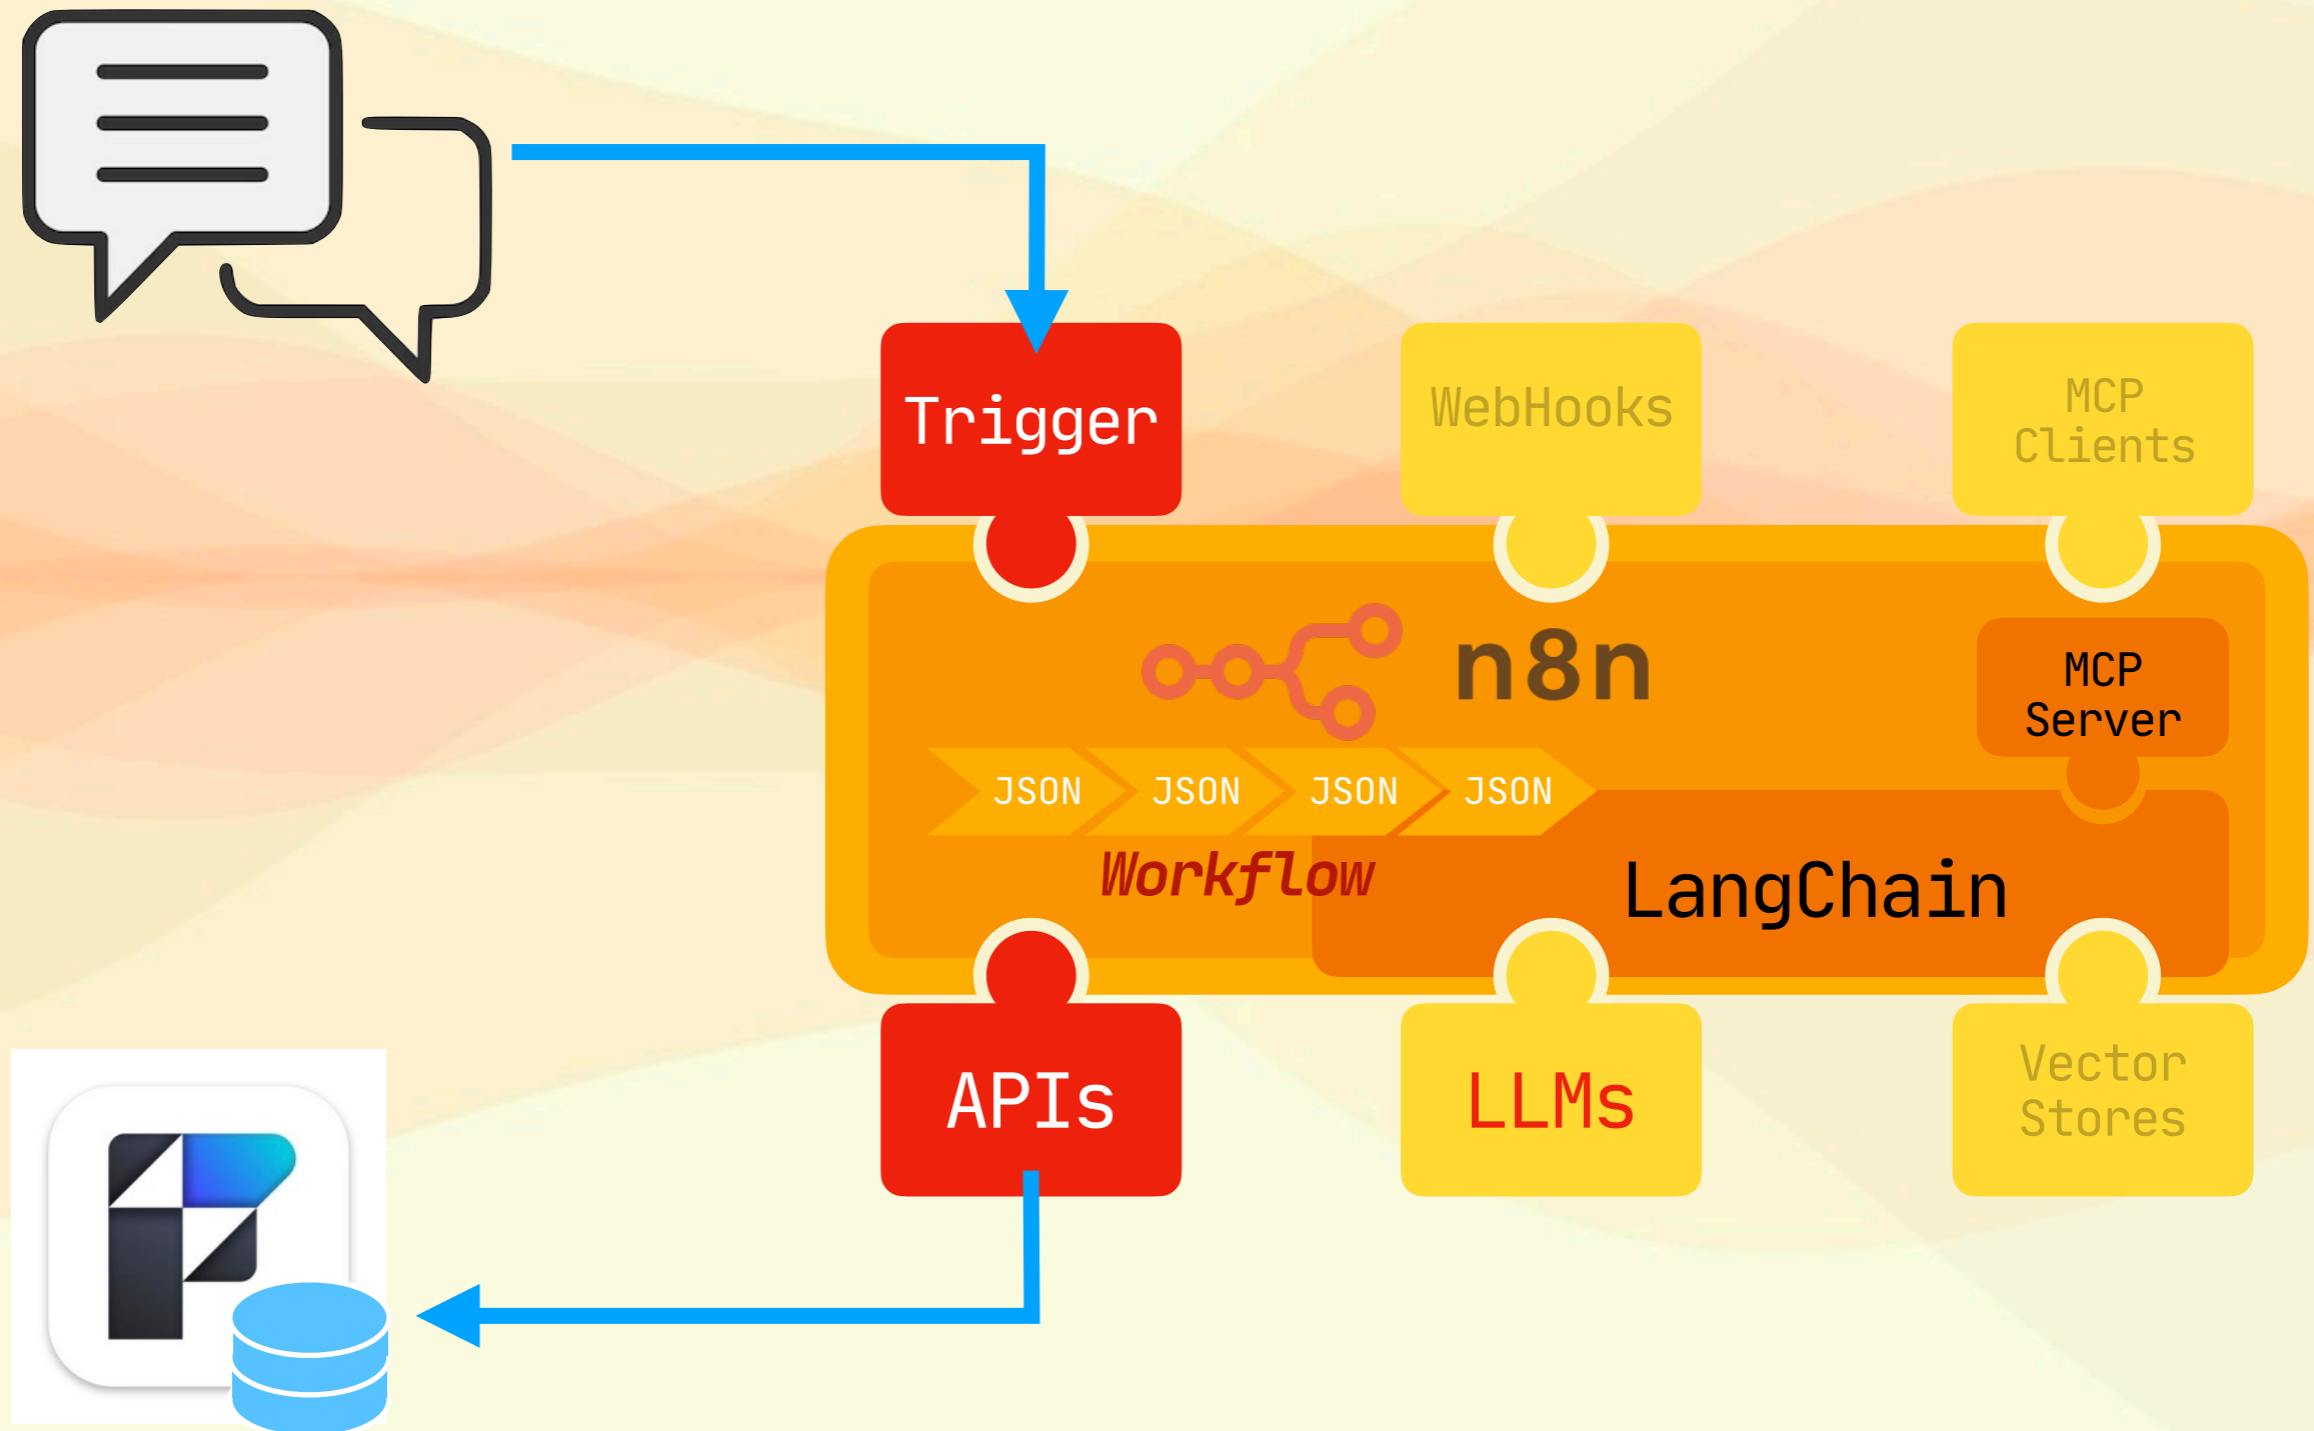 Trigger
WebHooks
MCP
Clients
n8n
MCP
Server
JSON
JSON
JSON
JSON
Workflow
LangChain
APIs
LLMs
Vector
Stores